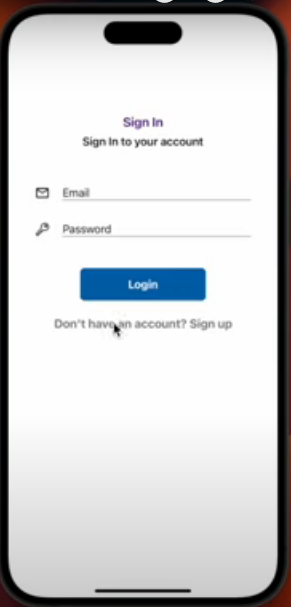 Sign In
Sign In to your account
Email
Password
Login
Don't have an account? Sign up